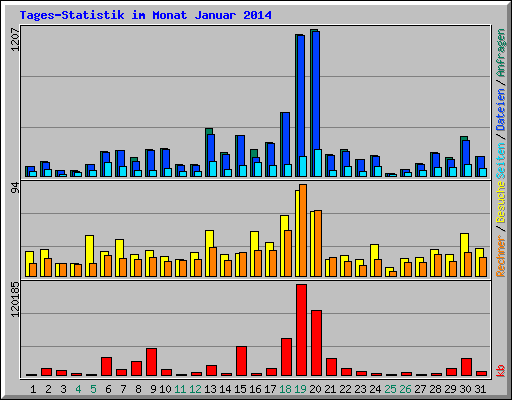 Tages-Statistik im Monat Januar 2014
1207
94
120185
Rechner / Besuche Seiten / Dateien / Anfragen
kb
1 2 3 4 5 6 7 8 9 10 11 12 13 14 15 16 17 18 19 20 21 22 23 24 25 26 27 28 29 30 31